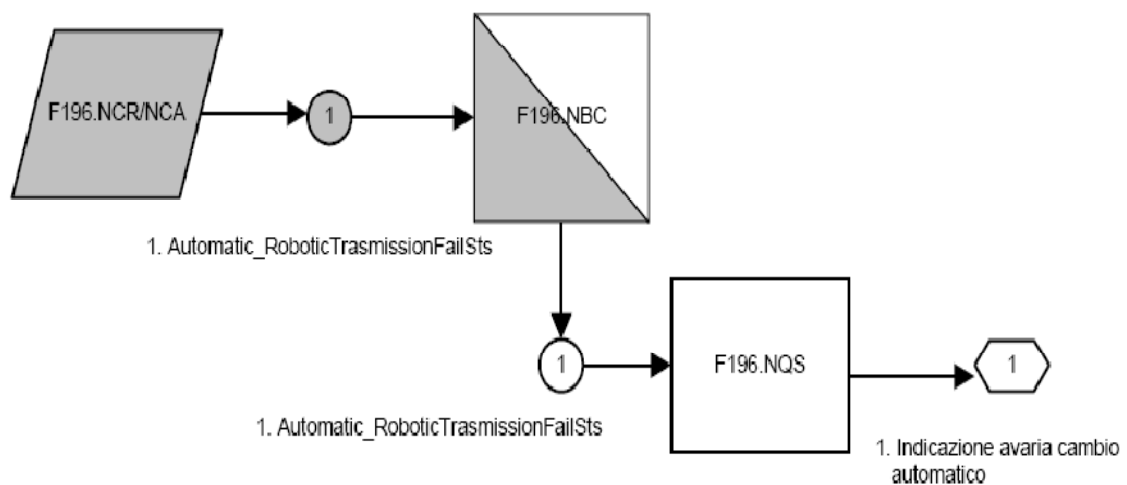 F196.NCR/NCA
1
F196.NBC
1. Automatic_RoboticTrasmissionFailSts
1
F196.NQS
1
1. Automatic_RoboticTrasmissionFailSts
1. Indicazione avaria cambio
automatico